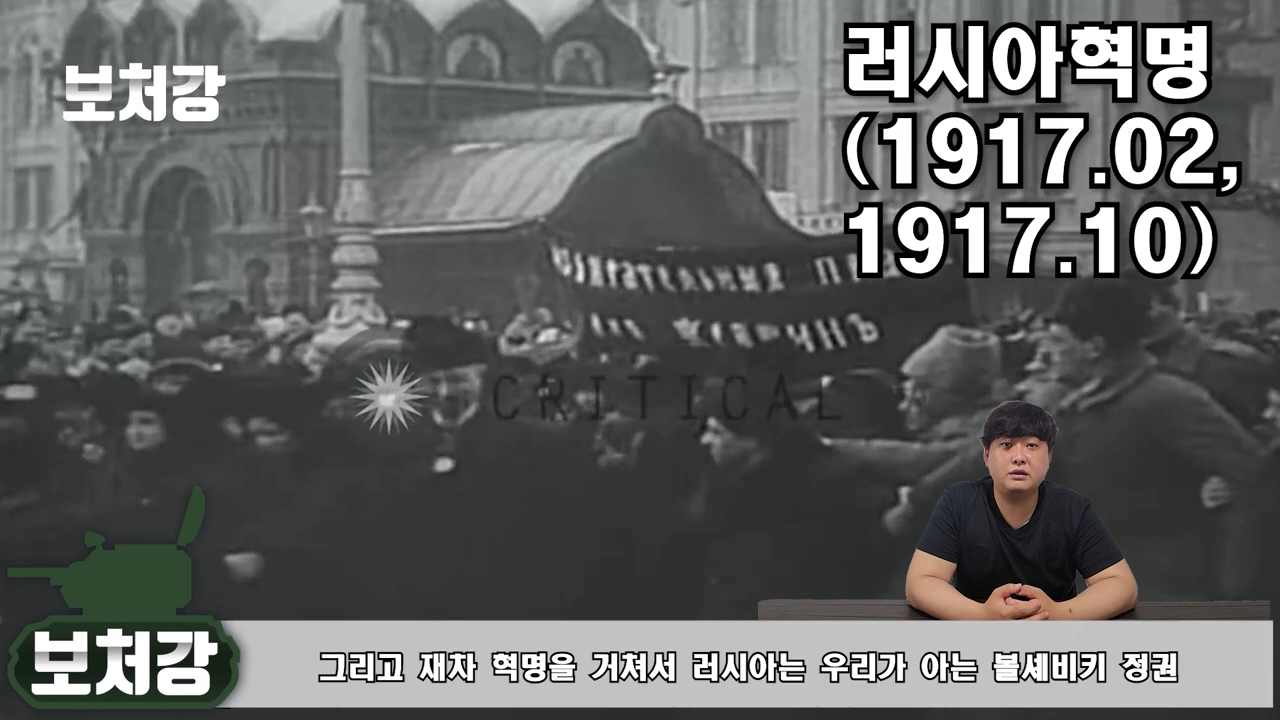 보처강
러시아혁명
(1917.02,
1917.10)
CRITICAL
보처강
그리고 재차 혁명을 거쳐서 러시아는 우리가 아는 볼셰비키 정권